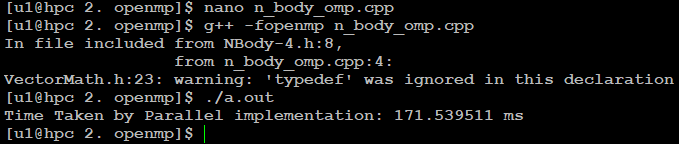 [u1@hpc 2. openmp]$ nano n_body_omp.cpp
[u1@hpc 2. openmp]$ g++ -fopenmp n_body_omp.cpp
In file included from NBody-4.h:8,
                 from n_body_omp.cpp:4:
VectorMath.h:23: warning: 'typedef' was ignored in this declaration
[u1@hpc 2. openmp]$ ./a.out
Time Taken by Parallel implementation: 171.539511 ms
[u1@hpc 2. openmp]$